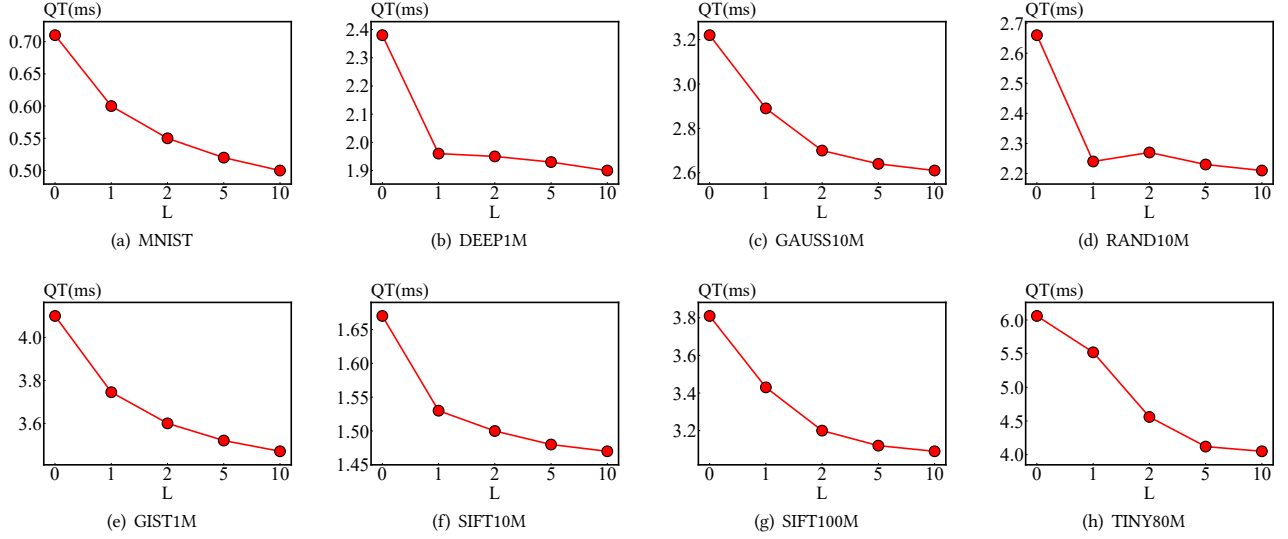 QT(ms)
0.70
0.65
0.60
0.55
0.50
0 1 2 5 10
L
(a) MNIST
QT(ms)
2.4
2.3
2.2
2.1
2.0
1.9
0 1 2 5 10
L
(b) DEEP1M
QT(ms)
3.2
3.0
2.8
2.6
0 1 2 5 10
L
(c) GAUSS10M
QT(ms)
2.7
2.6
2.5
2.4
2.3
2.2
0 1 2 5 10
L
(d) RAND10M
QT(ms)
4.0
3.8
3.6
0 1 2 5 10
L
(e) GIST1M
QT(ms)
1.65
1.60
1.55
1.50
1.45
0 1 2 5 10
L
(f) SIFT10M
QT(ms)
3.8
3.6
3.4
3.2
0 1 2 5 10
L
(g) SIFT100M
QT(ms)
6.0
5.5
5.0
4.5
4.0
0 1 2 5 10
L
(h) TINY80M